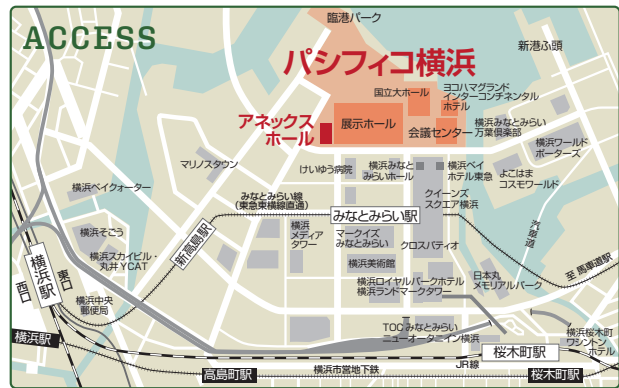 臨港パーク
ACCESS
新港ふ頭
パシフィコ横浜
国立大ホール
ヨコハマグランド
インターコンチネンタル
ホテル
アネックス
ホール
展示ホール
会議センター
横浜みなとみらい
万葉倶楽部
横浜ワールド
ポーターズ
マリノスタウン
けいゆう病院
横浜みなと
みらいホール
横浜ベイ
ホテル東急
よこはま
コスモワールド
横浜ベイクォーター
みなとみらい線
(東急東横線直通)
クイーンズ
スクエア横浜
みなとみらい駅
汽車道
横浜そごう
新高島駅
横浜
メディア
タワー
マークイズ
みなとみらい
クロスパティオ
横浜スカイビル・
丸井YCAT
横浜美術館
至 馬車道駅
横浜駅
東口
西口
日本丸
メモリアルパーク
横浜ロイヤルパークホテル
横浜ランドマークタワー
横浜中央
郵便局
TOCみなとみらい
ニューオータニイン横浜
横浜桜木町
ワシントン
ホテル
横浜駅
桜木町駅
JR線
高島町駅
横浜市営地下鉄
桜木町駅